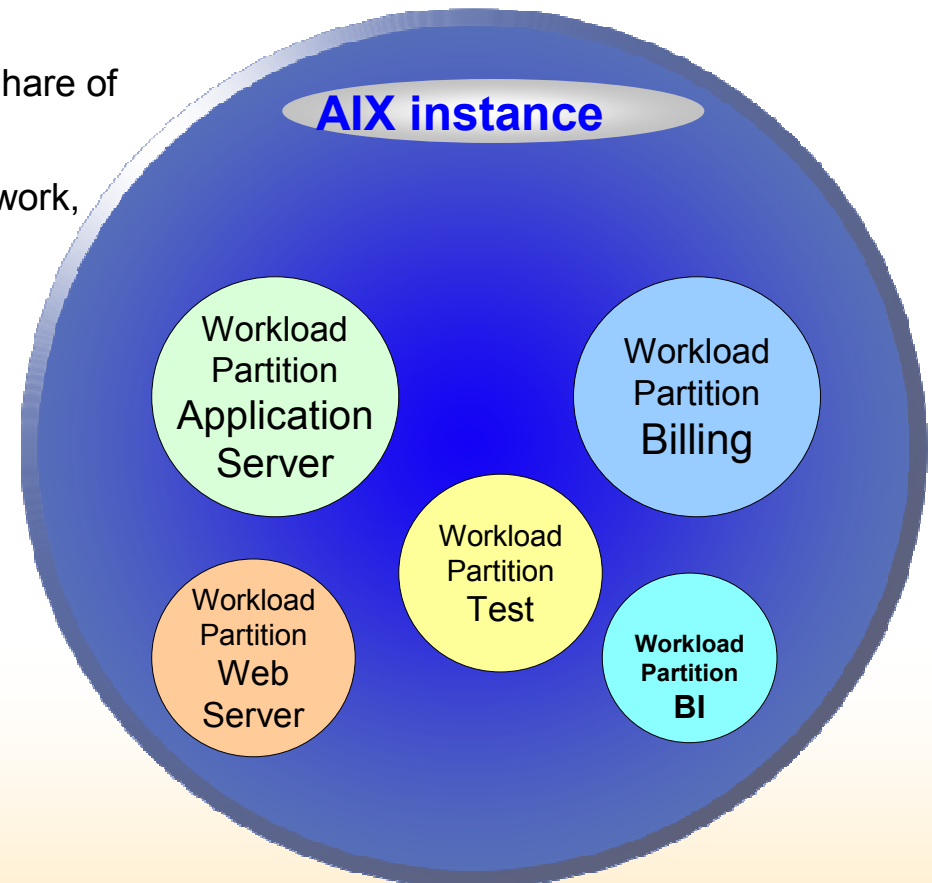 hare of
AIX instance
work,
Workload
Partition
Application
Server
Workload
Partition
Billing
Workload
Partition
Test
Workload
Partition
Web
Server
Workload
Partition
BI